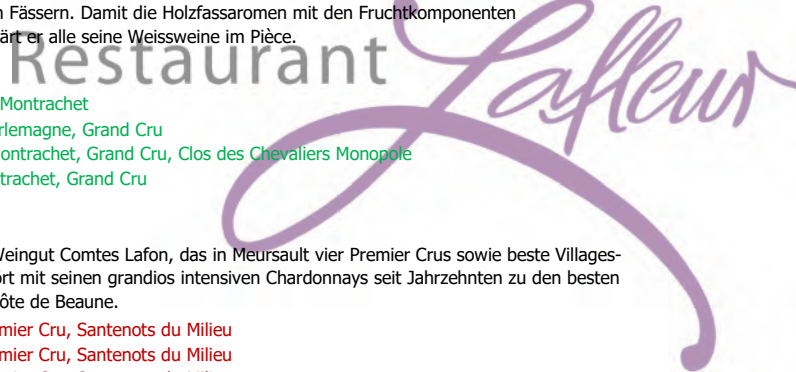 n Fässern. Damit die Holzfassaromen mit den Fruchtkomponenten
ärt er alle seine Weissweine im Pièce.
Restaurant Lafleur
Montrachet
rlemagne, Grand Cru
ontrachet, Grand Cru, Clos des Chevaliers Monopole
trachet, Grand Cru
Weingut Comtes Lafon, das in Meursault vier Premier Crus sowie beste Villages-
ört mit seinen grandios intensiven Chardonnays seit Jahrzehnten zu den besten
ôte de Beaune.
mier Cru, Santenots du Milieu
mier Cru, Santenots du Milieu